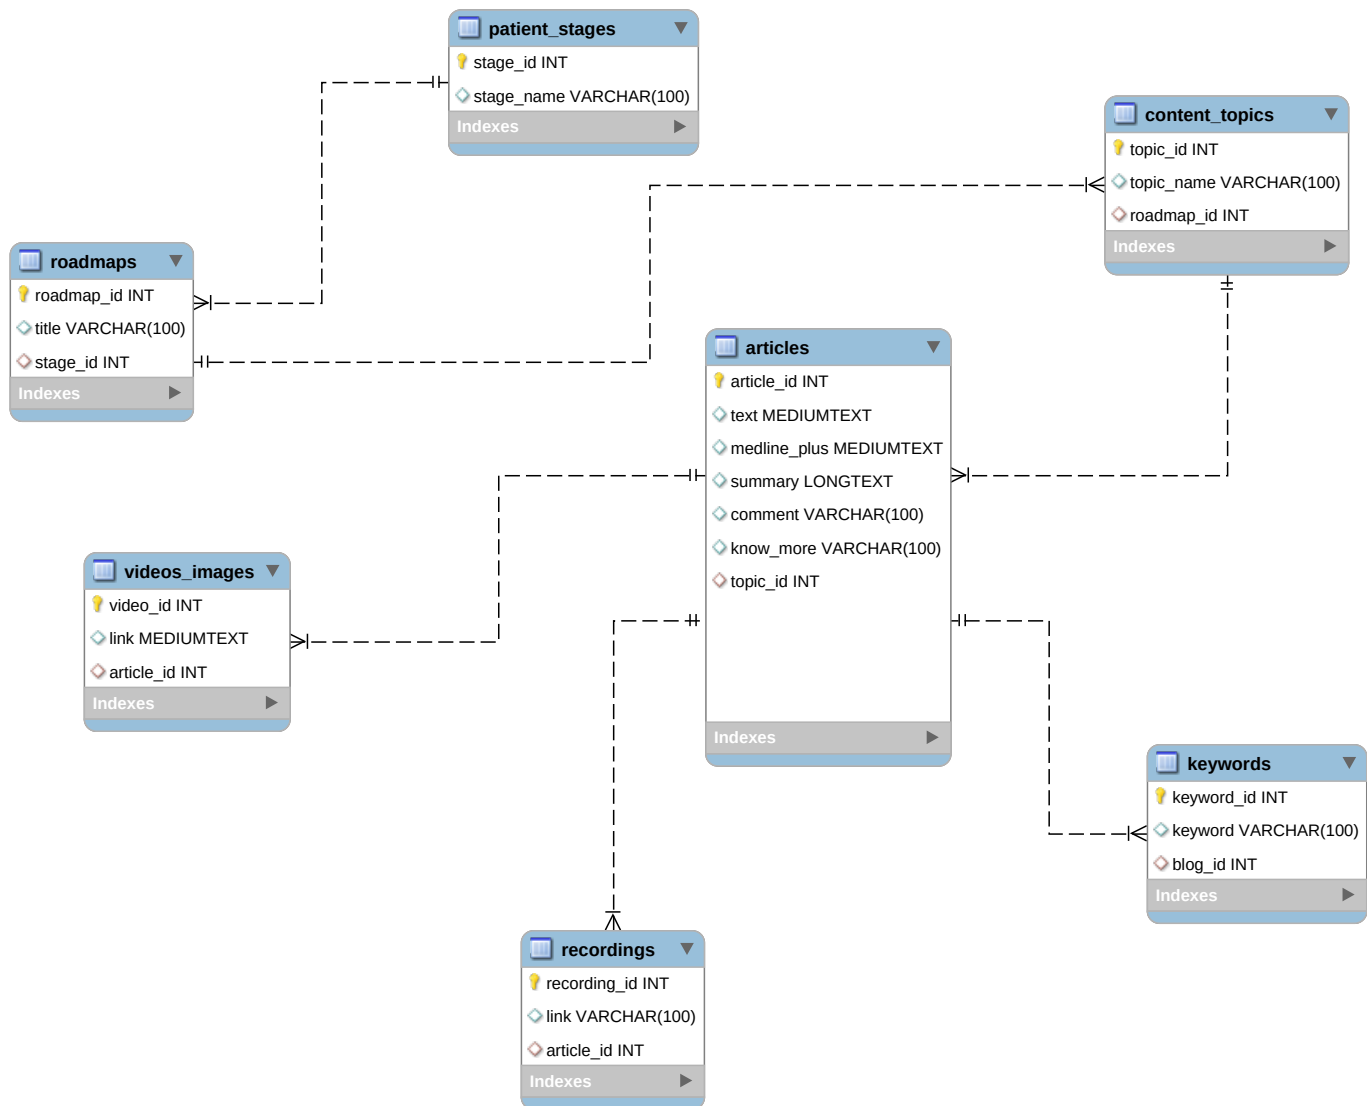 patient_stages
stage_id INT
stage_name VARCHAR(100)
Indexes
content_topics
topic_id INT
topic_name VARCHAR(100)
roadmap_id INT
Indexes
roadmaps
roadmap_id INT
title VARCHAR(100)
stage_id INT
Indexes
articles
article_id INT
text MEDIUMTEXT
medline_plus MEDIUMTEXT
summary LONGTEXT
comment VARCHAR(100)
know_more VARCHAR(100)
topic_id INT
Indexes
videos_images
video_id INT
link MEDIUMTEXT
article_id INT
Indexes
keywords
keyword_id INT
keyword VARCHAR(100)
blog_id INT
Indexes
recordings
recording_id INT
link VARCHAR(100)
article_id INT
Indexes